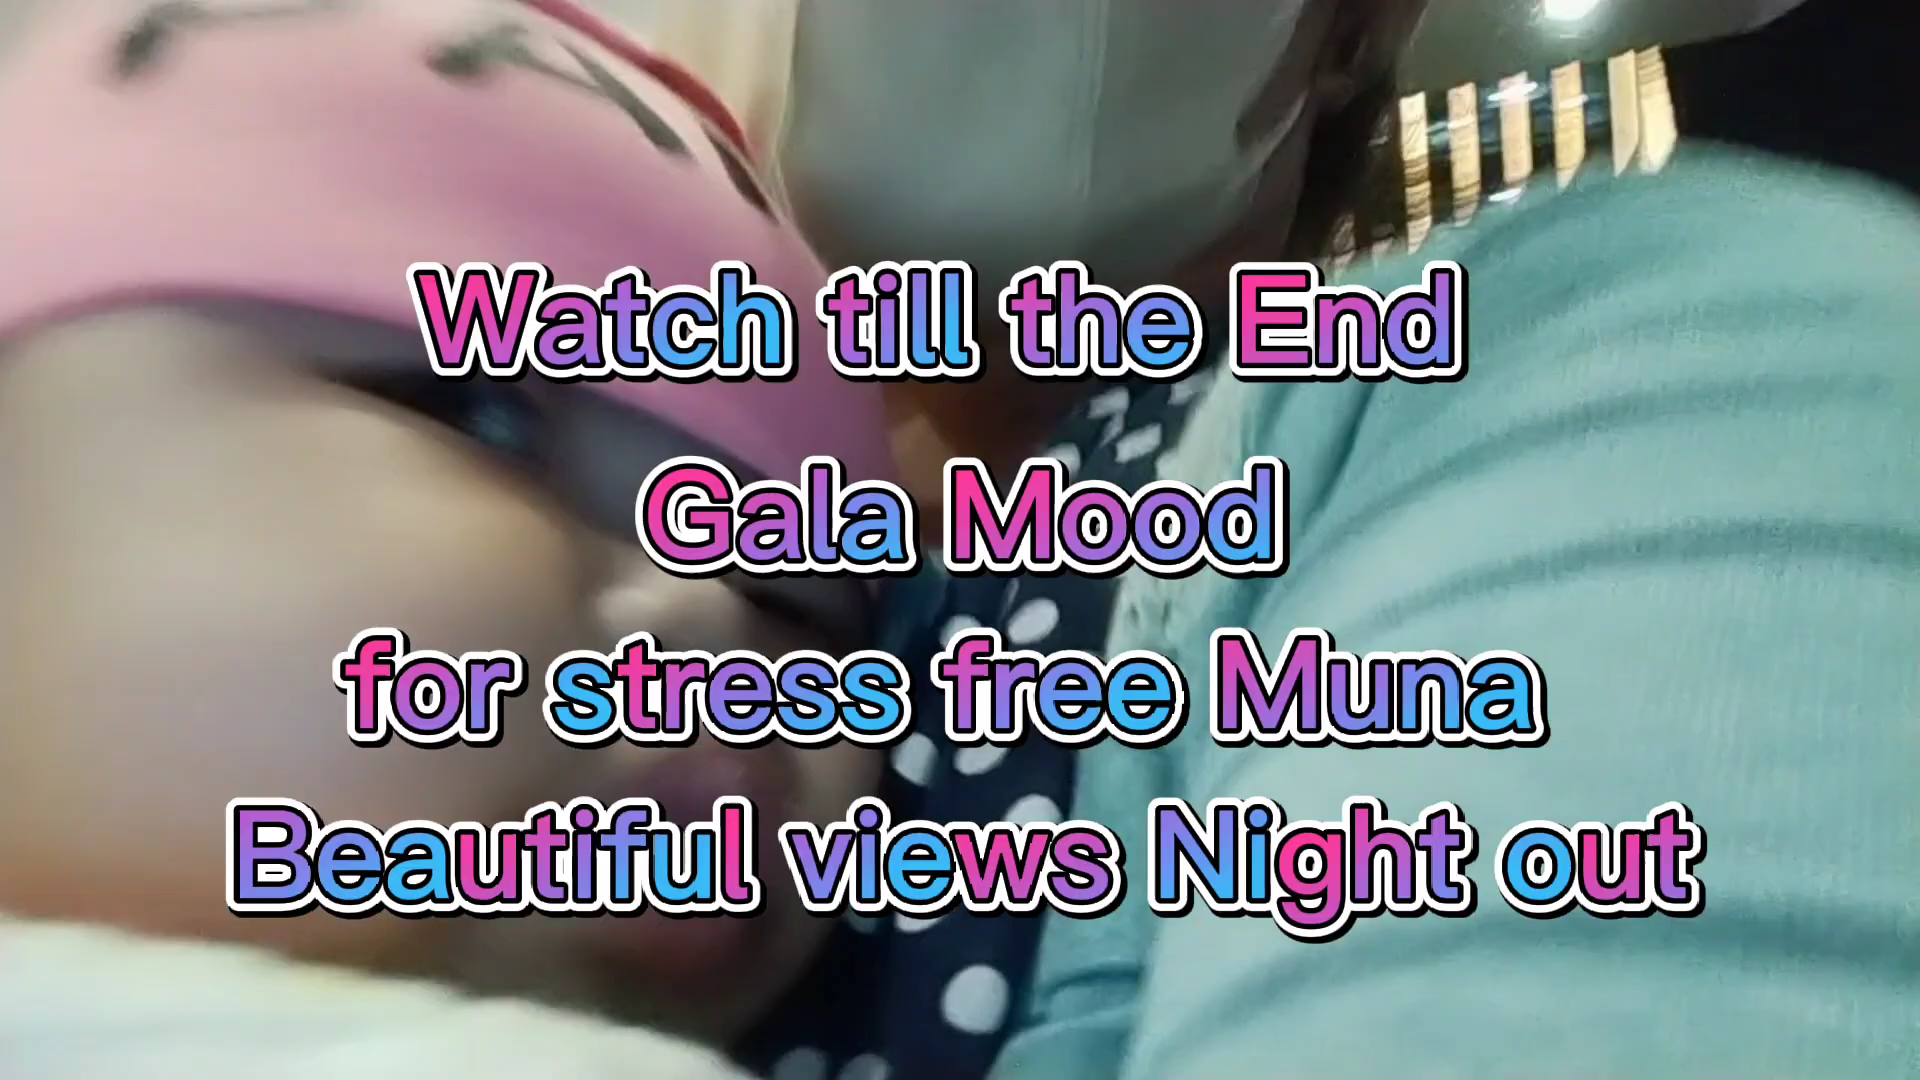 Watch till the End
Gala Mood
for stress free Muna
Beautiful views Night out